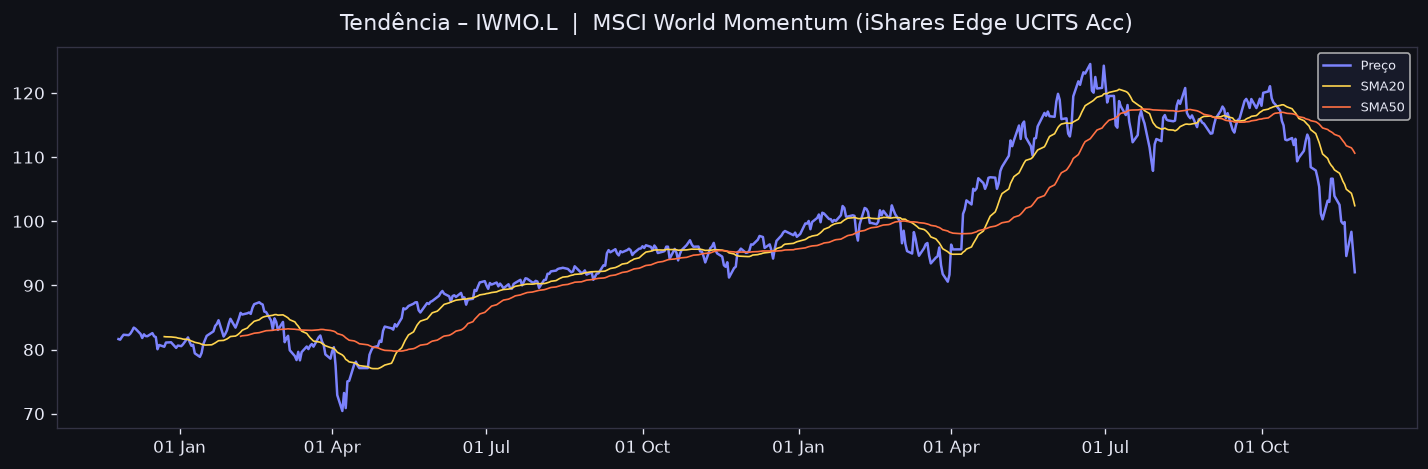 Tendência – IWMO.L | MSCI World Momentum (iShares Edge UCITS Acc)
Preço
SMA20
SMA50
120
110
100
90
80
70
01 Jan
01 Apr
01 Jul
01 Oct
01 Jan
01 Apr
01 Jul
01 Oct